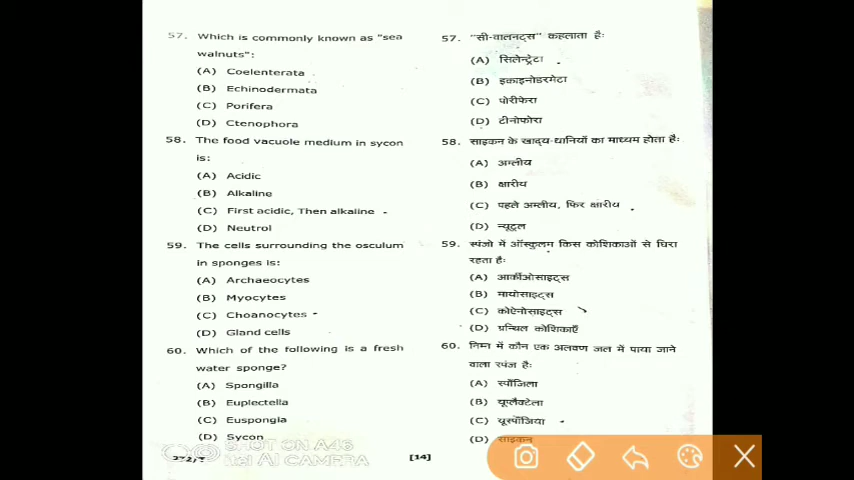 57. Which is commonly known as "sea
walnuts":
(A) Coelenterata
(B) Echinodermata
(C) Porifera
(D) Ctenophora
58. The food vacuole medium in sycon
is:
(A) Acidic
(B) Alkaline
(C) First acidic, Then alkaline
(D) Neutrol
59. The cells surrounding the osculum
in sponges is:
(A) Archaeocytes
(B) Myocytes
(C) Choanocytes
(D) Gland cells
60. Which of the following is a fresh
water sponge?
(A) Spongilla
(B) Euplectella
(C) Euspongia
(D) Sycon
57. "सी-वालनट्स" कहलाता है:
(A) सिलेन्ट्रेटा
(B) इकाइनोडरमेटा
(C) पोरीफेरा
(D) टीनोफोरा
58. साइकन के खाद्य-धानियों का माध्यम होता है:
(A) अम्लीय
(B) क्षारीय
(C) पहले अम्लीय, फिर क्षारीय
(D) न्यूट्रल
59. स्पंजो में ऑस्कुलम किस कोशिकाओं से घिरा
रहता है:
(A) आर्कीओसाइट्स
(B) मायोसाइट्स
(C) कोऐनोसाइट्स
(D) ग्रन्थिल कोशिकाएँ
60. निम्न में कौन एक अलवण जल में पाया जाने
वाला स्पंज है:
(A) स्पौंजिला
(B) यूप्लैक्टेला
(C) यूस्पौंजिया
(D) साइकन
SHOT ON A46
AI CAMERA
[14]